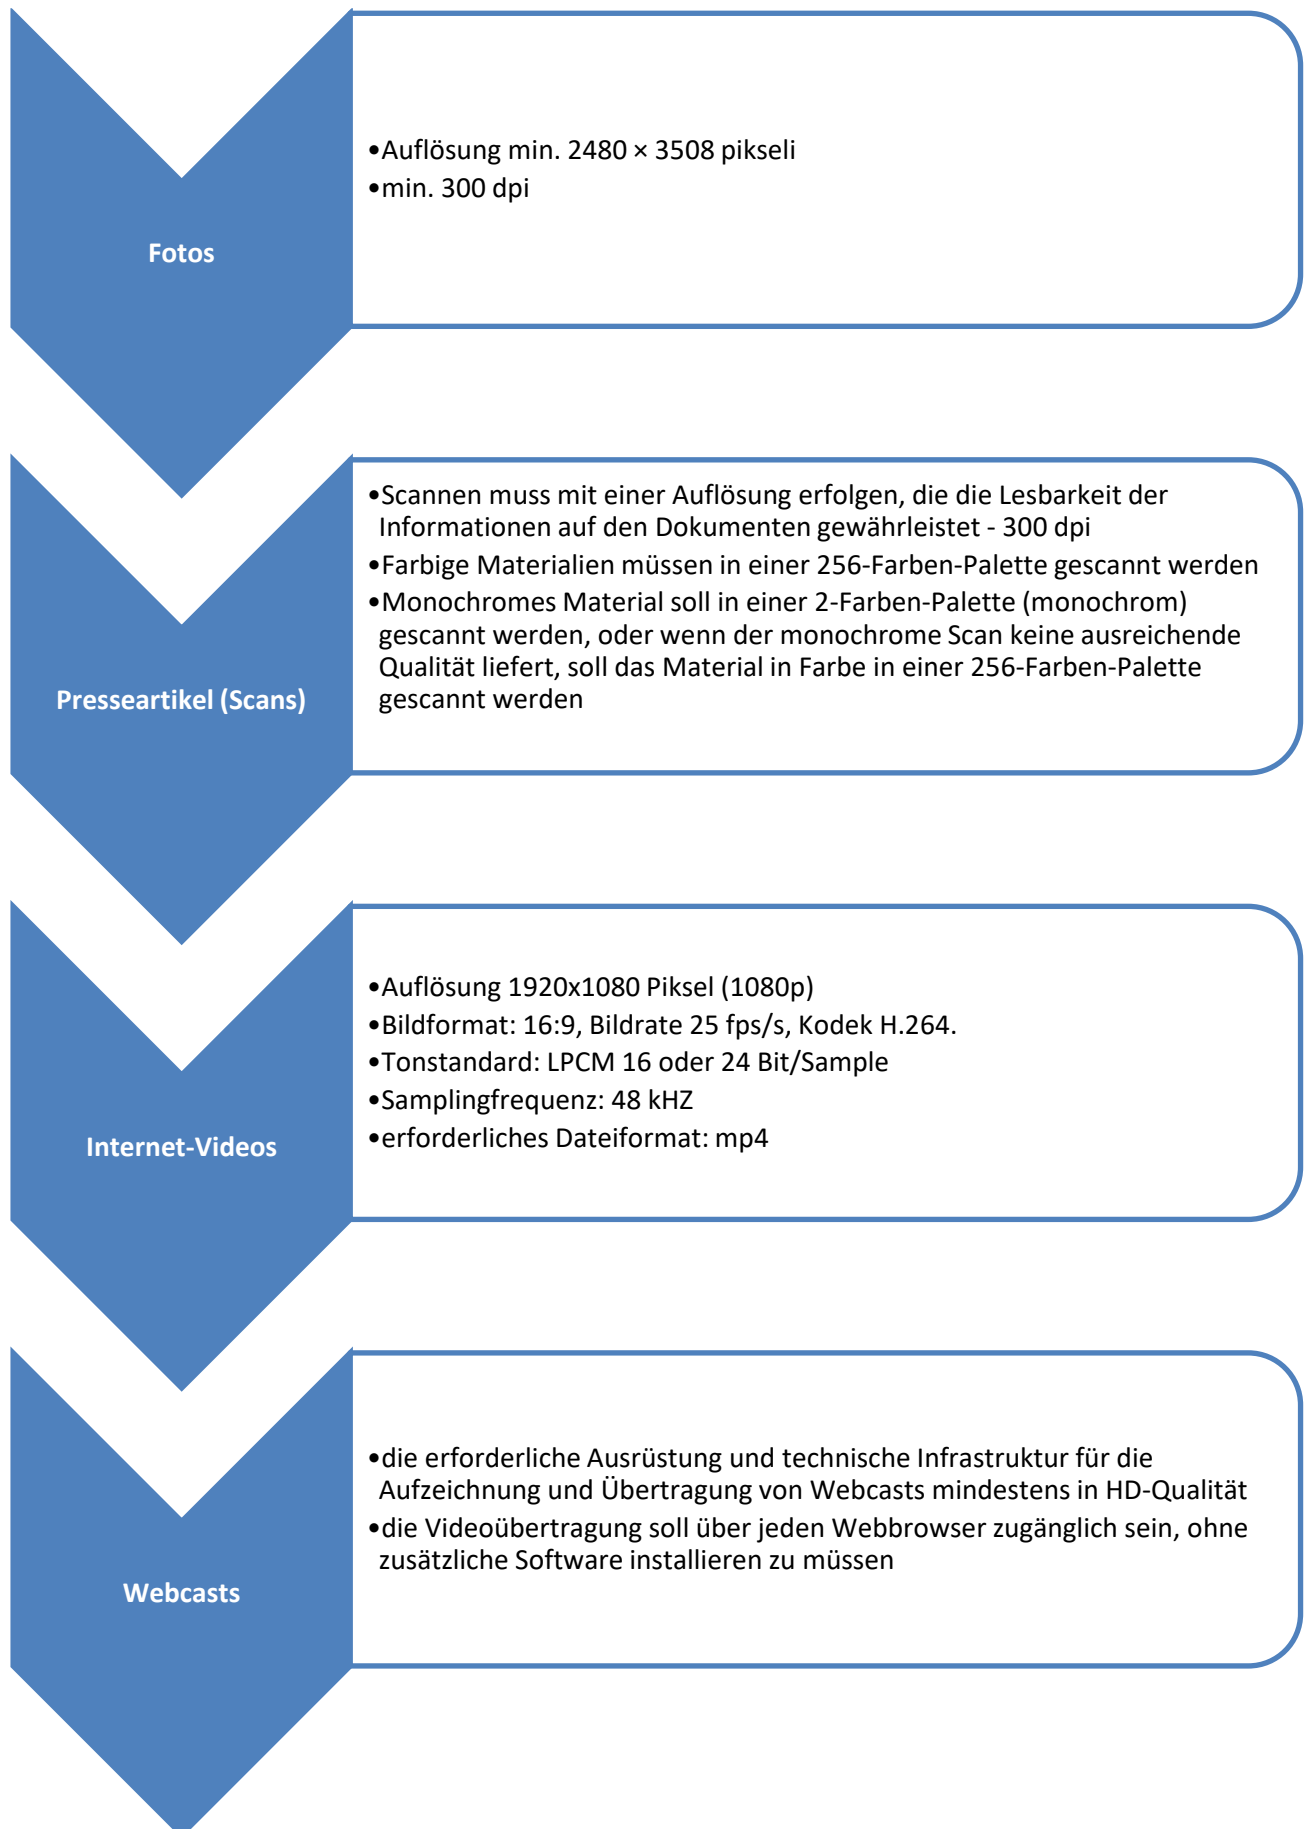 Fotos
•Auflösung min. 2480 × 3508 pikseli
•min. 300 dpi
Presseartikel (Scans)
•Scannen muss mit einer Auflösung erfolgen, die die Lesbarkeit der
Informationen auf den Dokumenten gewährleistet - 300 dpi
•Farbige Materialien müssen in einer 256-Farben-Palette gescannt werden
•Monochromes Material soll in einer 2-Farben-Palette (monochrom)
gescannt werden, oder wenn der monochrome Scan keine ausreichende
Qualität liefert, soll das Material in Farbe in einer 256-Farben-Palette
gescannt werden
Internet-Videos
•Auflösung 1920x1080 Piksel (1080p)
•Bildformat: 16:9, Bildrate 25 fps/s, Kodek H.264.
•Tonstandard: LPCM 16 oder 24 Bit/Sample
•Samplingfrequenz: 48 kHZ
•erforderliches Dateiformat: mp4
Webcasts
•die erforderliche Ausrüstung und technische Infrastruktur für die
Aufzeichnung und Übertragung von Webcasts mindestens in HD-Qualität
•die Videoübertragung soll über jeden Webbrowser zugänglich sein, ohne
zusätzliche Software installieren zu müssen